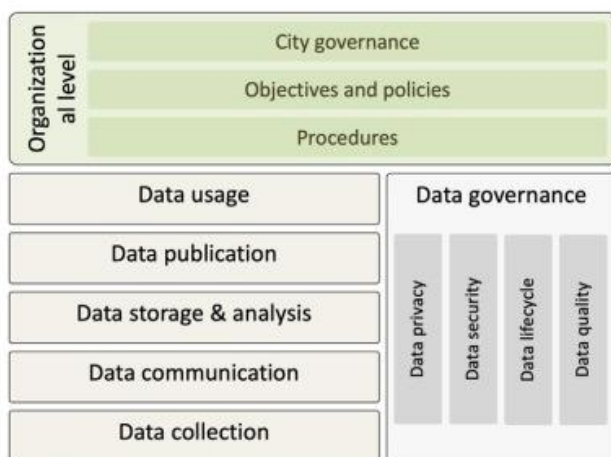 Organization
al level
City governance
Objectives and policies
Procedures
Data usage
Data publication
Data storage & analysis
Data communication
Data collection
Data governance
Data privacy
Data security
Data lifecycle
Data quality